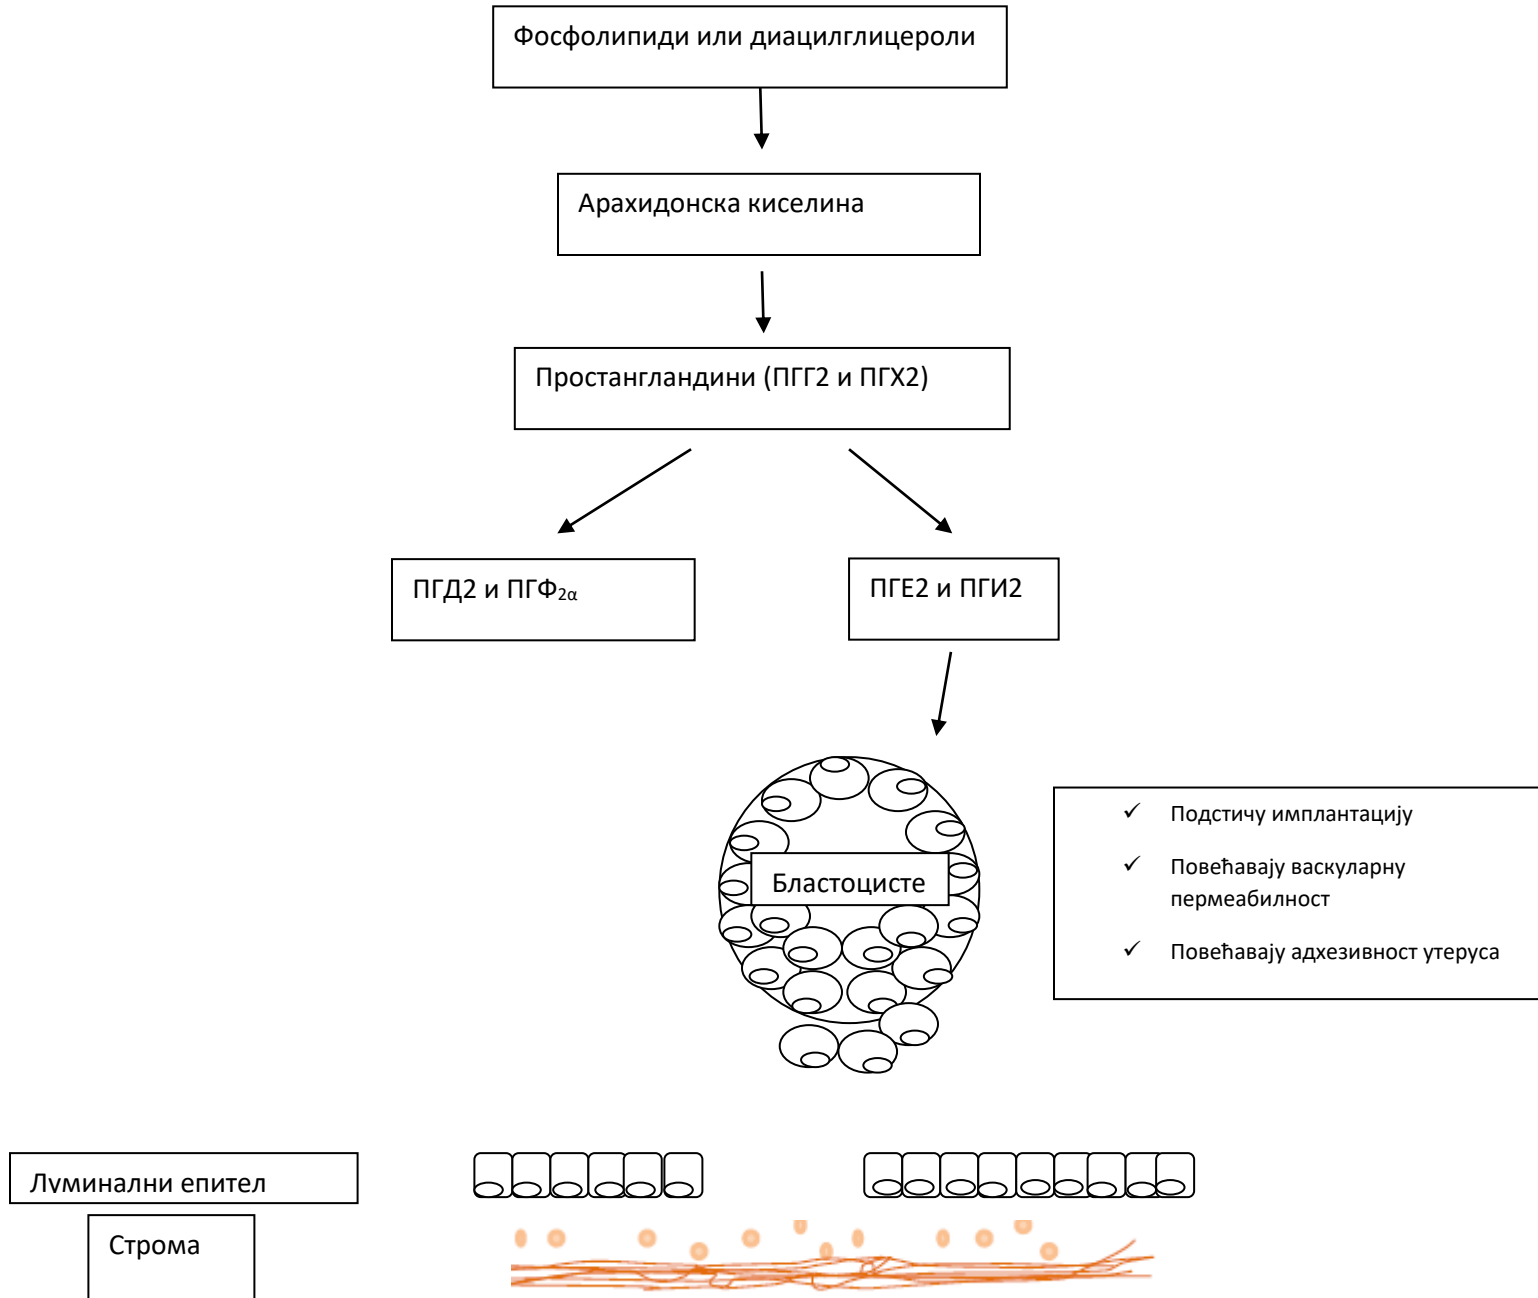 Фосфолипиди или диацилглицероли
Арахидонска киселина
Простангландини (ПГГ2 и ПГХ2)
ПГД2 и ПГФ2α
ПГЕ2 и ПГИ2
Бластоцисте
✓ Подстичу имплантацију
✓ Повећавају васкуларну
пермеабилност
✓ Повећавају адхезивност утеруса
Луминални епител
Строма